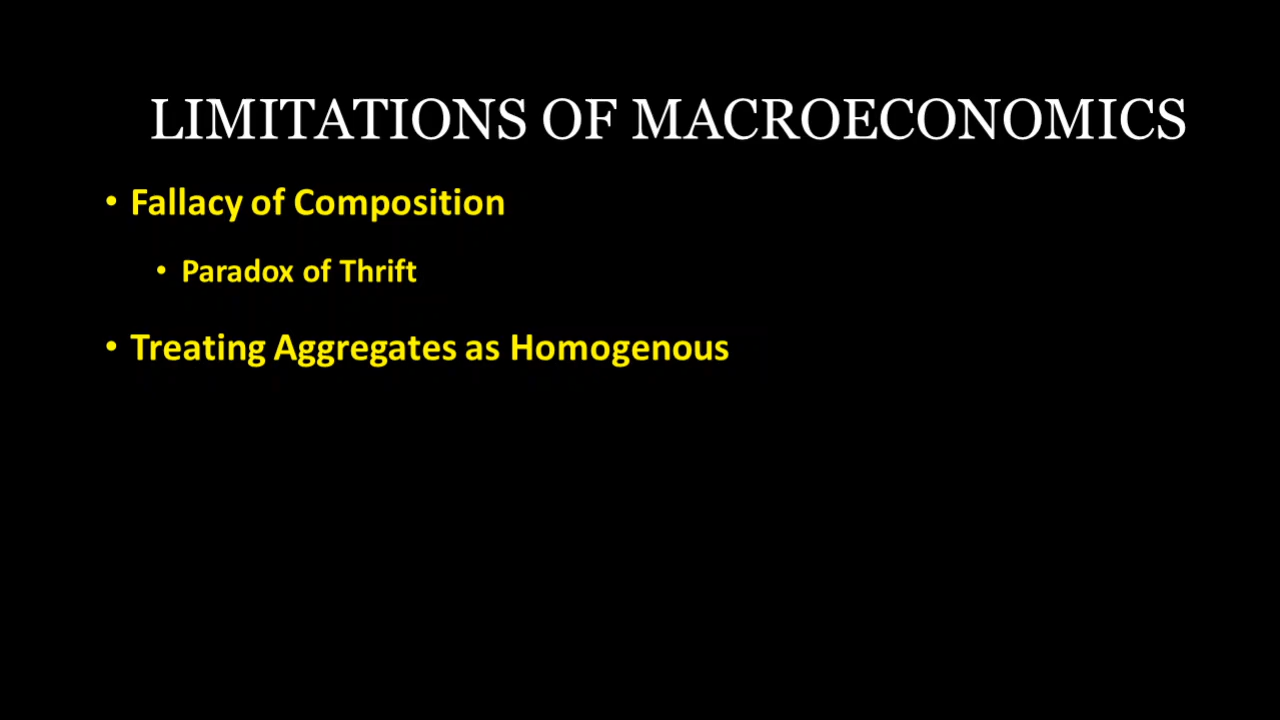 LIMITATIONS OF MACROECONOMICS
• Fallacy of Composition
• Paradox of Thrift
• Treating Aggregates as Homogenous